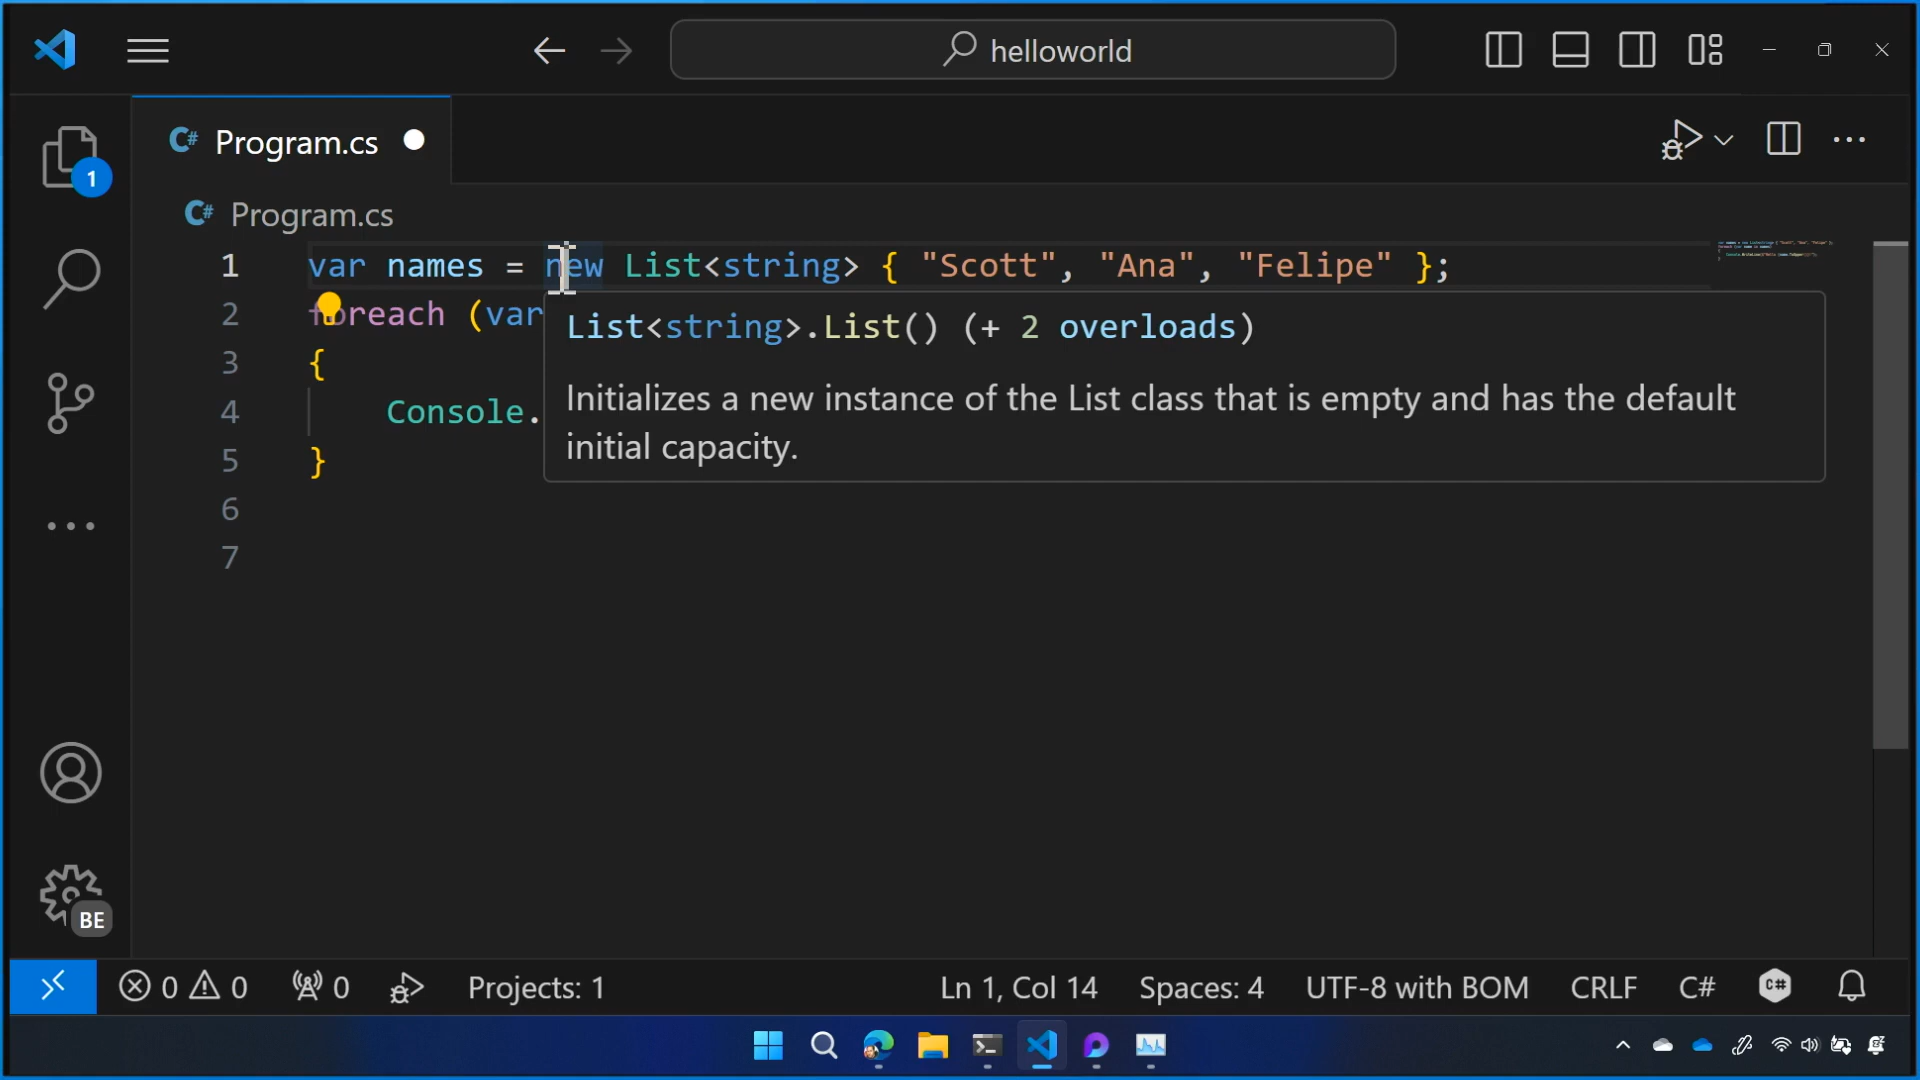 helloworld
C# Program.cs
1
C# Program.cs
1 var names = new List<string> { "Scott", "Ana", "Felipe" };
2 foreach (var
List<string>.List() (+ 2 overloads)
3 {
Initializes a new instance of the List class that is empty and has the default
4 Console.
initial capacity.
5 }
6
7
BE
0 0 0 Projects: 1 Ln 1, Col 14 Spaces: 4 UTF-8 with BOM CRLF C# C#